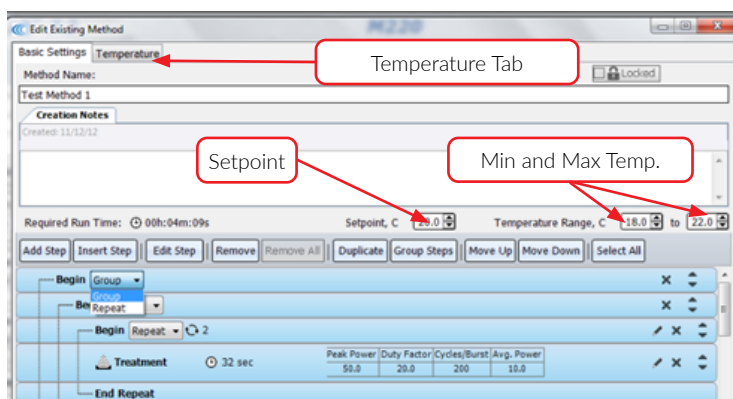 M220
Edit Existing Method
Basic Settings Temperature
Temperature Tab
Method Name:
Locked
Test Method 1
Creation Notes
Created: 11/12/12
Setpoint
Min and Max Temp.
Required Run Time: 00h:04m:09s Setpoint, C 20.0 Temperature Range, C 18.0 to 22.0
Add Step Insert Step Edit Step Remove Remove All Duplicate Group Steps Move Up Move Down Select All
Begin Group
Group
Repeat
Begin Repeat 2
Peak Power Duty Factor Cycles/Burst Avg. Power
Treatment 32 sec 50.0 20.0 200 10.0
End Repeat